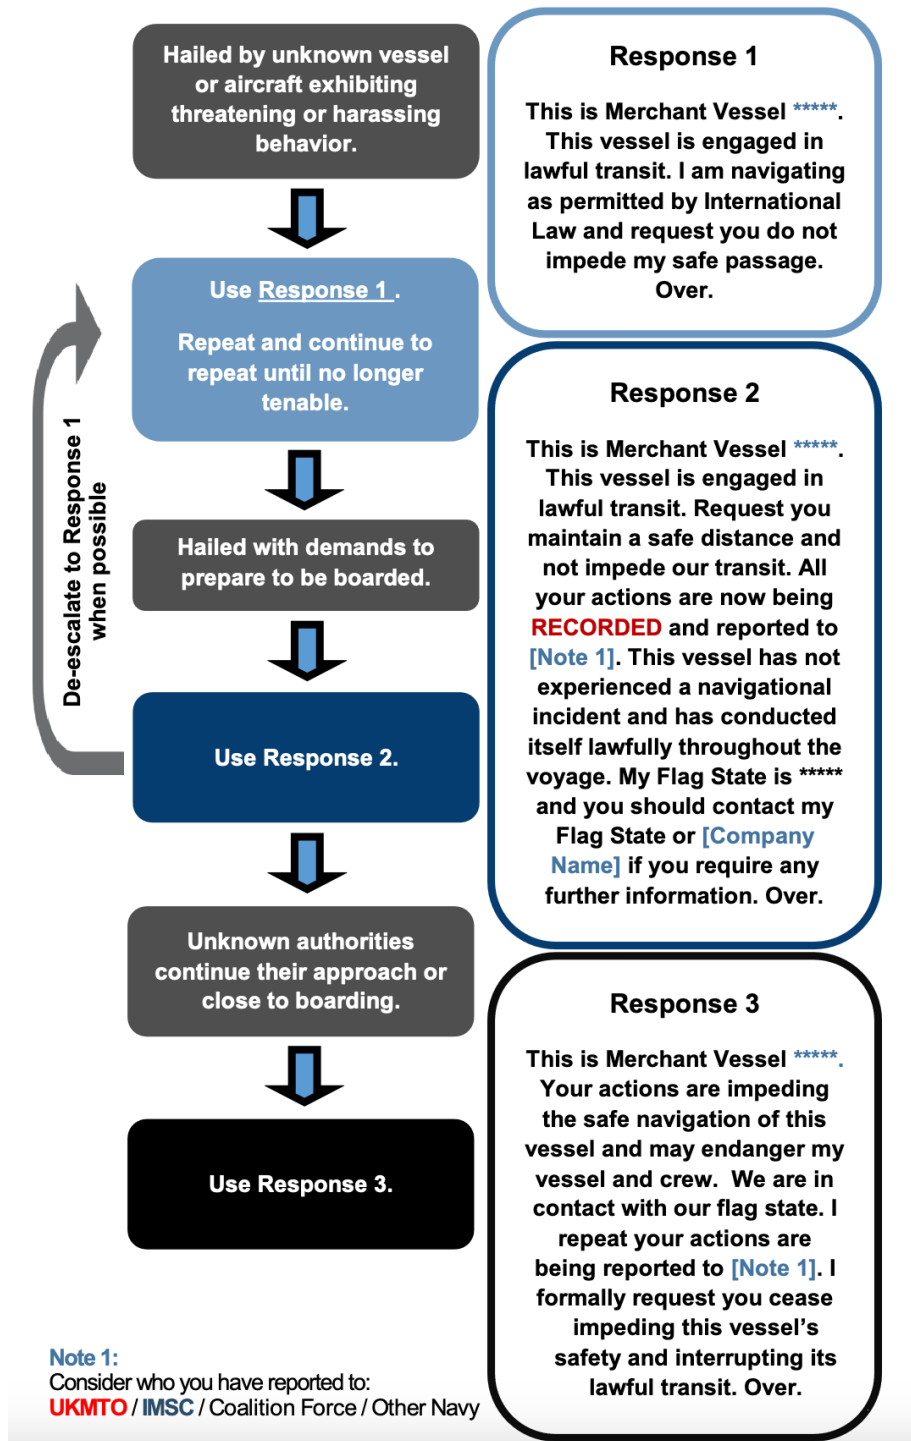 Hailed by unknown vessel
or aircraft exhibiting
threatening or harassing
behavior.
Use Response 1 .
Repeat and continue to
repeat until no longer
tenable.
De-escalate to Response 1
when possible
Hailed with demands to
prepare to be boarded.
Use Response 2.
Unknown authorities
continue their approach or
close to boarding.
Use Response 3.
Note 1:
Consider who you have reported to:
UKMTO / IMSC / Coalition Force / Other Navy
Response 1
This is Merchant Vessel *****.
This vessel is engaged in
lawful transit. I am navigating
as permitted by International
Law and request you do not
impede my safe passage.
Over.
Response 2
This is Merchant Vessel *****.
This vessel is engaged in
lawful transit. Request you
maintain a safe distance and
not impede our transit. All
your actions are now being
RECORDED and reported to
[Note 1]. This vessel has not
experienced a navigational
incident and has conducted
itself lawfully throughout the
voyage. My Flag State is *****
and you should contact my
Flag State or [Company
Name] if you require any
further information. Over.
Response 3
This is Merchant Vessel *****.
Your actions are impeding
the safe navigation of this
vessel and may endanger my
vessel and crew. We are in
contact with our flag state. I
repeat your actions are
being reported to [Note 1]. I
formally request you cease
impeding this vessel’s
safety and interrupting its
lawful transit. Over.